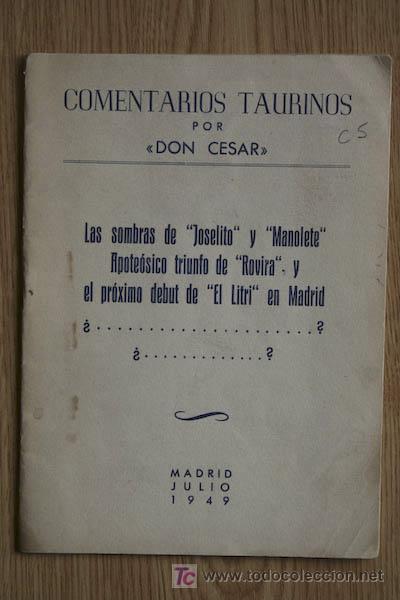 COMENTARIOS TAURINOS
POR
«DON CESAR»
C5
Las sombras de "Joselito" y "Manolete"
Apoteósico triunfo de "Rovira", y
el próximo debut de "El Litri" en Madrid
¿......................?
¿.............?
MADRID
JULIO
1949
TC todocoleccion
www.todocoleccion.net